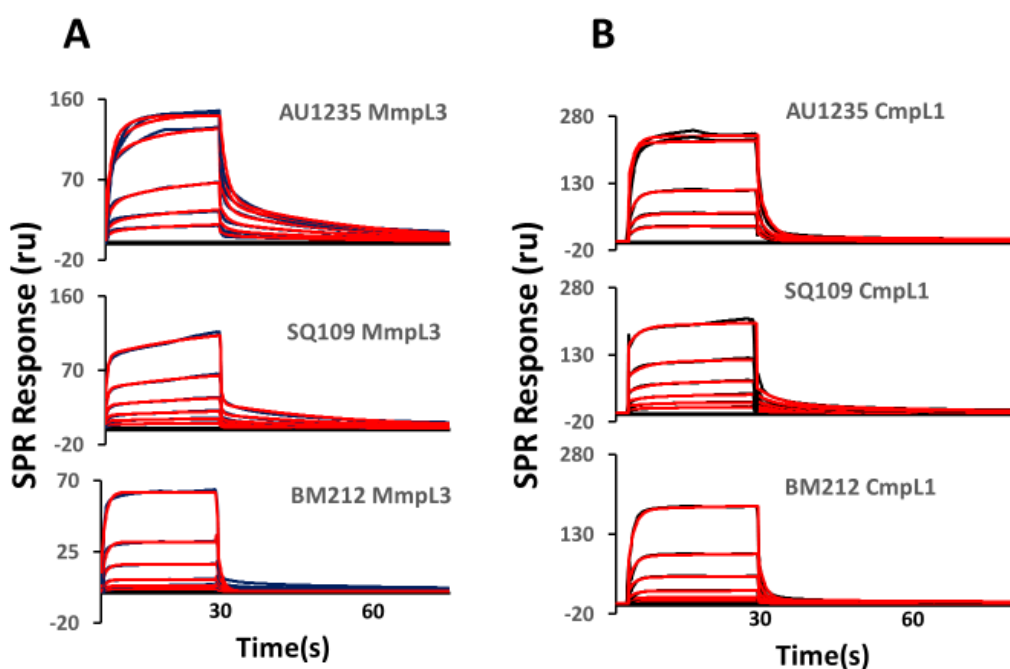 A
SPR Response (ru)
160
70
-20
AU1235 MmpL3
160
70
-20
SQ109 MmpL3
70
25
-20
BM212 MmpL3
30
60
Time(s)
B
SPR Response (ru)
280
130
-20
AU1235 CmpL1
280
130
-20
SQ109 CmpL1
280
130
-20
BM212 CmpL1
30
60
Time(s)